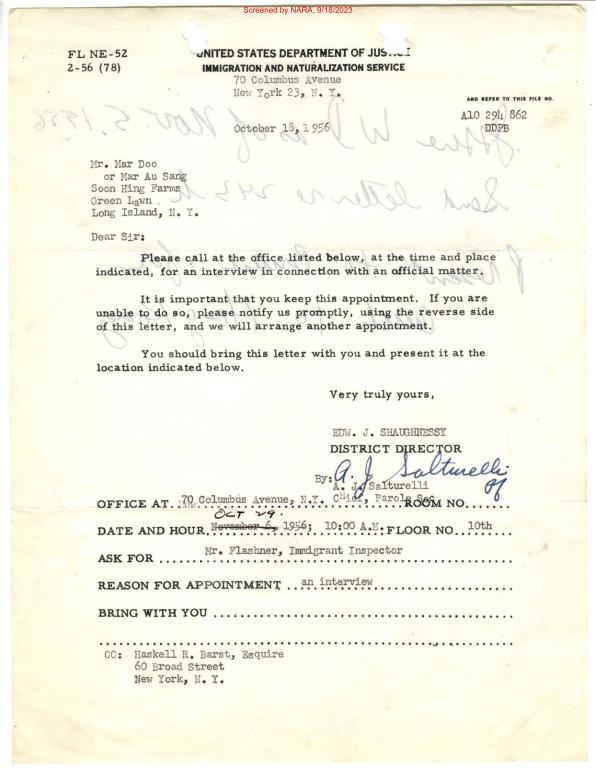 Screened by NARA, 9/18/2023
FL NE-52
2-56 (78)
UNITED STATES DEPARTMENT OF JUSTICE
IMMIGRATION AND NATURALIZATION SERVICE
70 Columbus Avenue
New York 23, N. Y.
AND REFER TO THIS FILE NO.
A10 294 862
DDPB
October 18, 1956
Mr. Mar Doo
or Mar Au Sang
Soon Hing Farms
Green Lawn
Long Island, N. Y.
Dear Sir:
Please call at the office listed below, at the time and place
indicated, for an interview in connection with an official matter.
It is important that you keep this appointment. If you are
unable to do so, please notify us promptly, using the reverse side
of this letter, and we will arrange another appointment.
You should bring this letter with you and present it at the
location indicated below.
Very truly yours,
EDW. J. SHAUGHNESSY
DISTRICT DIRECTOR
By: A. J. Salturelli
A. J. Salturelli
OFFICE AT 70 Columbus Avenue, N.Y. Chief, Parole Sec. ROOM NO.......
OCT 29.
DATE AND HOUR November 6, 1956; 10:00 A.M. FLOOR NO. 10th
ASK FOR Mr. Flashner, Immigrant Inspector
REASON FOR APPOINTMENT an interview
BRING WITH YOU
CC: Haskell R. Barst, Esquire
60 Broad Street
New York, N. Y.